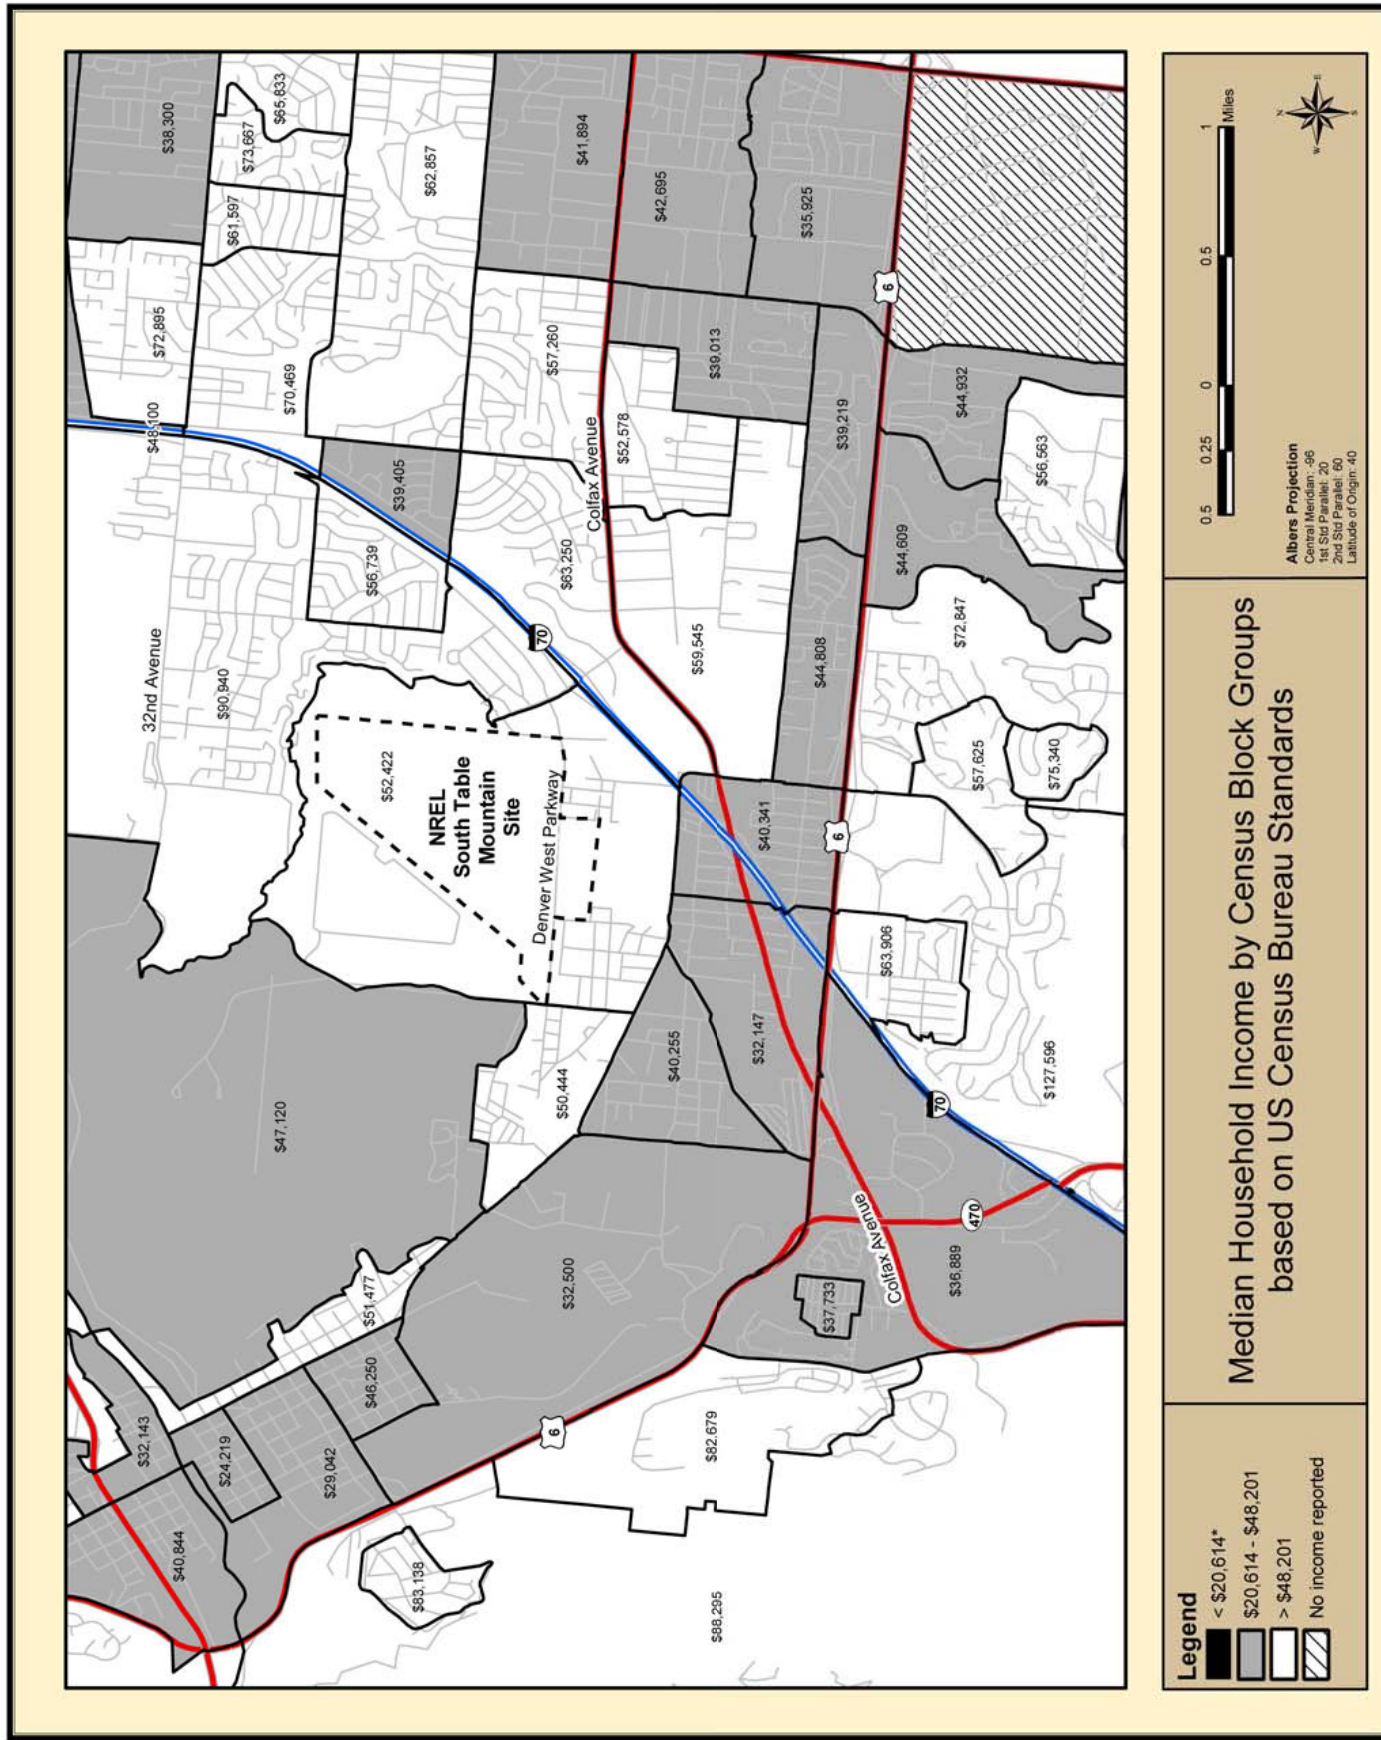 $40,844
$32,143
$24,219
$29,042
$46,250
$51,477
$83,138
$88,295
$82,679
6
$32,500
$47,120
$50,444
$40,255
$32,147
$37,733
Colfax Avenue
$36,889
470
70
$127,596
$63,906
32nd Avenue
$90,940
$52,422
NREL
South Table
Mountain
Site
Denver West Parkway
$40,341
6
$57,625
$75,340
$72,847
$44,808
$59,545
70
$63,250
$56,739
$39,405
$48,100
$72,895
$70,469
Colfax Avenue
$57,260
$52,578
$39,013
$39,219
$44,609
$44,932
$56,563
6
$38,300
$61,597
$73,667
$65,833
$62,857
$41,894
$42,695
$35,925
Legend
< $20,614*
$20,614 - $48,201
> $48,201
No income reported
Median Household Income by Census Block Groups
based on US Census Bureau Standards
0.5 0.25 0 0.5 1
Miles
Albers Projection
Central Meridian: -96
1st Std Parallel: 20
2nd Std Parallel: 60
Latitude of Origin: 40
N
W
E
S